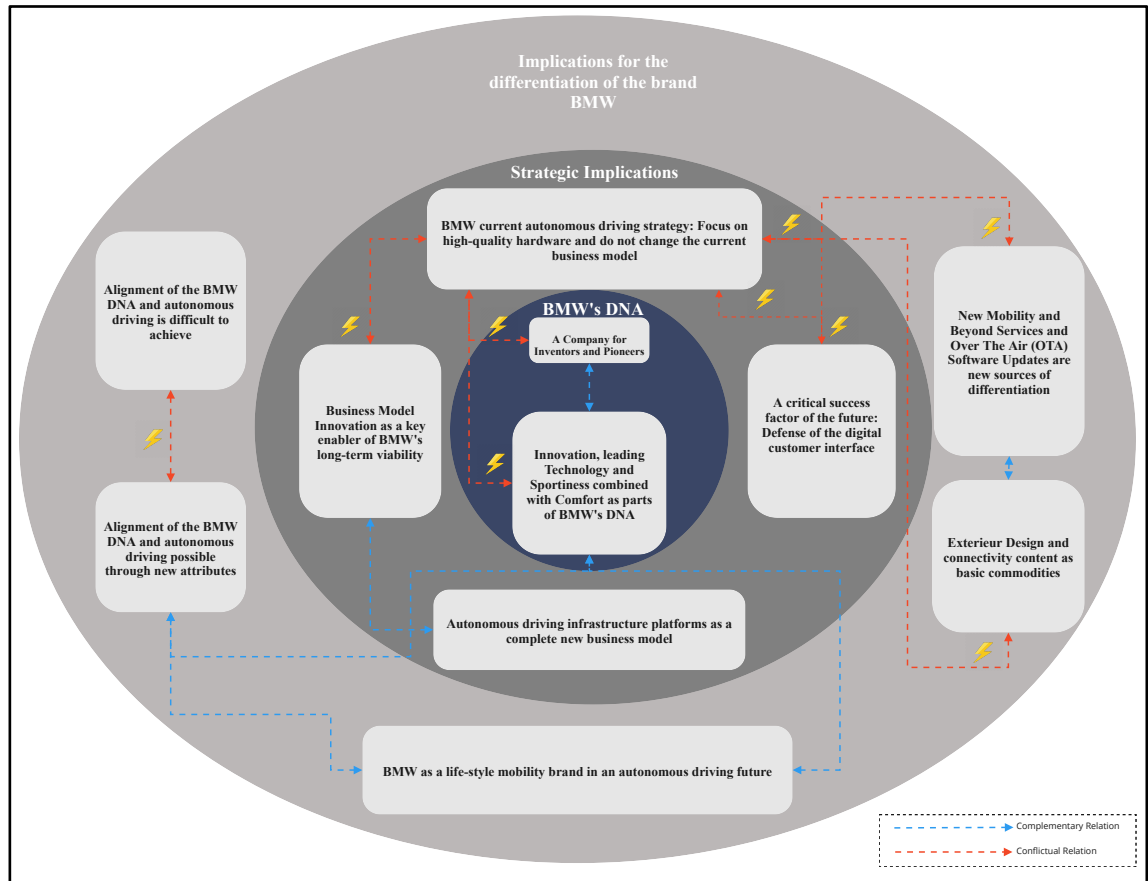 Implications for the
differentiation of the brand
BMW
Strategic Implications
BMW current autonomous driving strategy: Focus on
high-quality hardware and do not change the current
business model
Alignment of the BMW
DNA and autonomous
driving is difficult to
achieve
BMW's DNA
A Company for
Inventors and Pioneers
New Mobility and
Beyond Services and
Over The Air (OTA)
Software Updates are
new sources of
differentiation
Business Model
Innovation as a key
enabler of BMW's
long-term viability
A critical success
factor of the future:
Defense of the digital
customer interface
Innovation, leading
Technology and
Sportiness combined
with Comfort as parts
of BMW's DNA
Alignment of the BMW
DNA and autonomous
driving possible
through new attributes
Exterieur Design and
connectivity content as
basic commodities
Autonomous driving infrastructure platforms as a
complete new business model
BMW as a life-style mobility brand in an autonomous driving future
Complementary Relation
Conflictual Relation